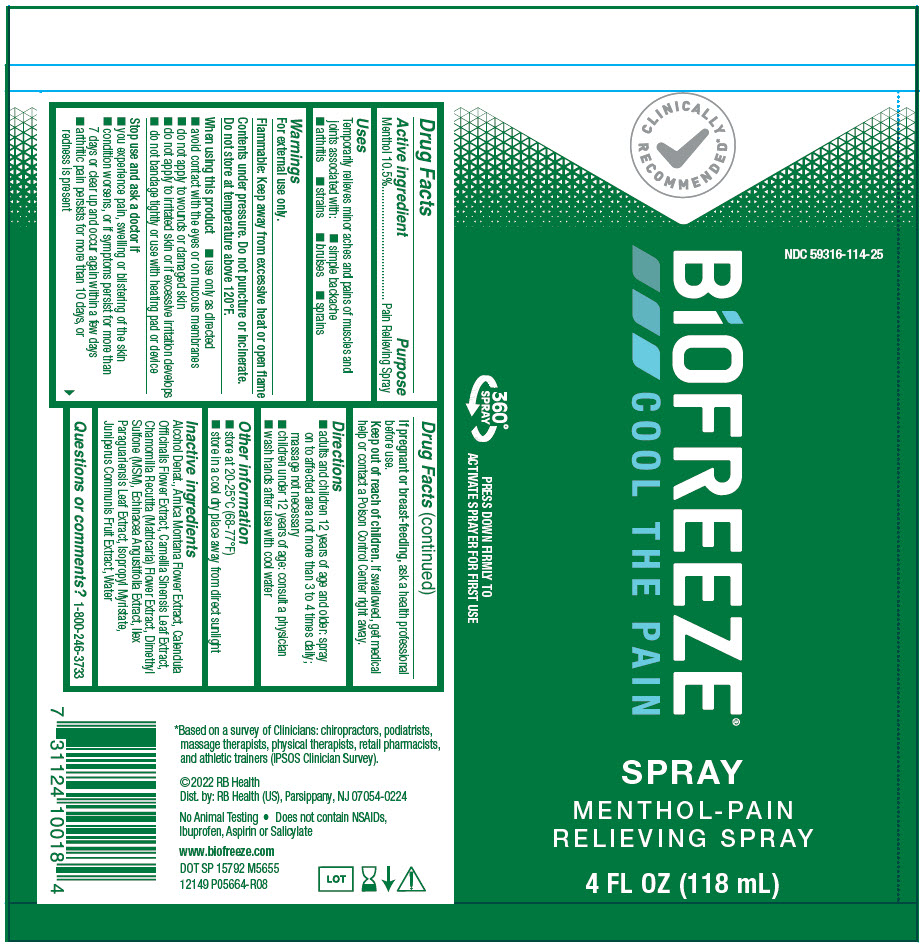 CLINICALLY
RECOMMENDED*
NDC 59316-114-25
BIOFREEZE®
COOL THE PAIN
360°
SPRAY
PRESS DOWN FIRMLY TO
ACTIVATE SPRAYER FOR FIRST USE
SPRAY
MENTHOL-PAIN
RELIEVING SPRAY
4 FL OZ (118 mL)
Drug Facts
Active ingredient Purpose
Menthol 10.5%............................ Pain Relieving Spray
Uses
Temporarily relieves minor aches and pains of muscles and
joints associated with: ■ simple backache
■ arthritis ■ strains ■ bruises ■ sprains
Warnings
For external use only.
Flammable: Keep away from excessive heat or open flame
Contents under pressure. Do not puncture or incinerate.
Do not store at temperature above 120°F.
When using this product ■ use only as directed
■ avoid contact with the eyes or on mucous membranes
■ do not apply to wounds or damaged skin
■ do not apply to irritated skin or if excessive irritation develops
■ do not bandage tightly or use with heating pad or device
Stop use and ask a doctor if
■ you experience pain, swelling or blistering of the skin
■ condition worsens, or if symptoms persist for more than
7 days or clear up and occur again within a few days
■ arthritic pain persists for more than 10 days, or
redness is present
Drug Facts (continued)
If pregnant or breast-feeding, ask a health professional
before use.
Keep out of reach of children. If swallowed, get medical
help or contact a Poison Control Center right away.
Directions
■ adults and children 12 years of age and older: spray
on to affected area not more than 3 to 4 times daily;
massage not necessary
■ children under 12 years of age: consult a physician
■ wash hands after use with cool water
Other information
■ store at 20-25°C (68-77°F)
■ store in a cool dry place away from direct sunlight
Inactive ingredients
Alcohol Denat., Arnica Montana Flower Extract, Calendula
Officinalis Flower Extract, Camellia Sinensis Leaf Extract,
Chamomilla Recutita (Matricaria) Flower Extract, Dimethyl
Sulfone (MSM), Echinacea Angustifolia Extract, Ilex
Paraguariensis Leaf Extract, Isopropyl Myristate,
Juniperus Communis Fruit Extract, Water
Questions or comments? 1-800-246-3733
*Based on a survey of Clinicians: chiropractors, podiatrists,
massage therapists, physical therapists, retail pharmacists,
and athletic trainers (IPSOS Clinician Survey).
©2022 RB Health
Dist. by: RB Health (US), Parsippany, NJ 07054-0224
No Animal Testing • Does not contain NSAIDs,
Ibuprofen, Aspirin or Salicylate
www.biofreeze.com
DOT SP 15792 M5655
12149 P05664-R08
LOT
7 31124 10018 4